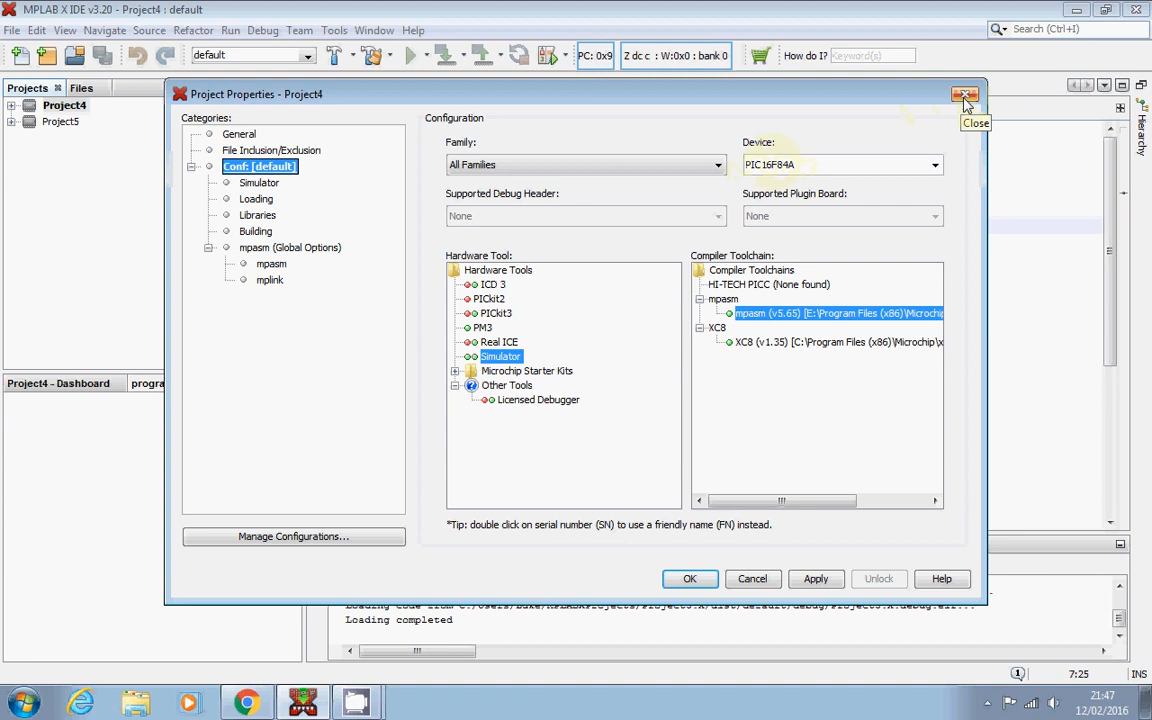 MPLAB X IDE v3.20 - Project4 : default
File Edit View Navigate Source Refactor Run Debug Team Tools Window Help
Search (Ctrl+I)
default
PC: 0x9
Z dc c : W:0x0 : bank 0
How do I?
(Keyword(s)
Projects
Files
Project4
Project5
Project4 - Dashboard
progra
Hierarchy
Project Properties - Project4
Close
Categories:
General
File Inclusion/Exclusion
Conf: [default]
Simulator
Loading
Libraries
Building
mpasm (Global Options)
mpasm
mplink
Manage Configurations...
Configuration
Family:
Device:
All Families
PIC16F84A
Supported Debug Header:
Supported Plugin Board:
None
None
Hardware Tool:
Hardware Tools
ICD 3
PICkit2
PICkit3
PM3
Real ICE
Simulator
Microchip Starter Kits
Other Tools
Licensed Debugger
Compiler Toolchain:
Compiler Toolchains
HI-TECH PICC (None found)
mpasm
mpasm (v5.65) [E:\Program Files (x86)\Microchip
XC8
XC8 (v1.35) [C:\Program Files (x86)\Microchip\x
*Tip: double click on serial number (SN) to use a friendly name (FN) instead.
OK Cancel Apply Unlock Help
Loading completed
7:25
INS
21:47
12/02/2016